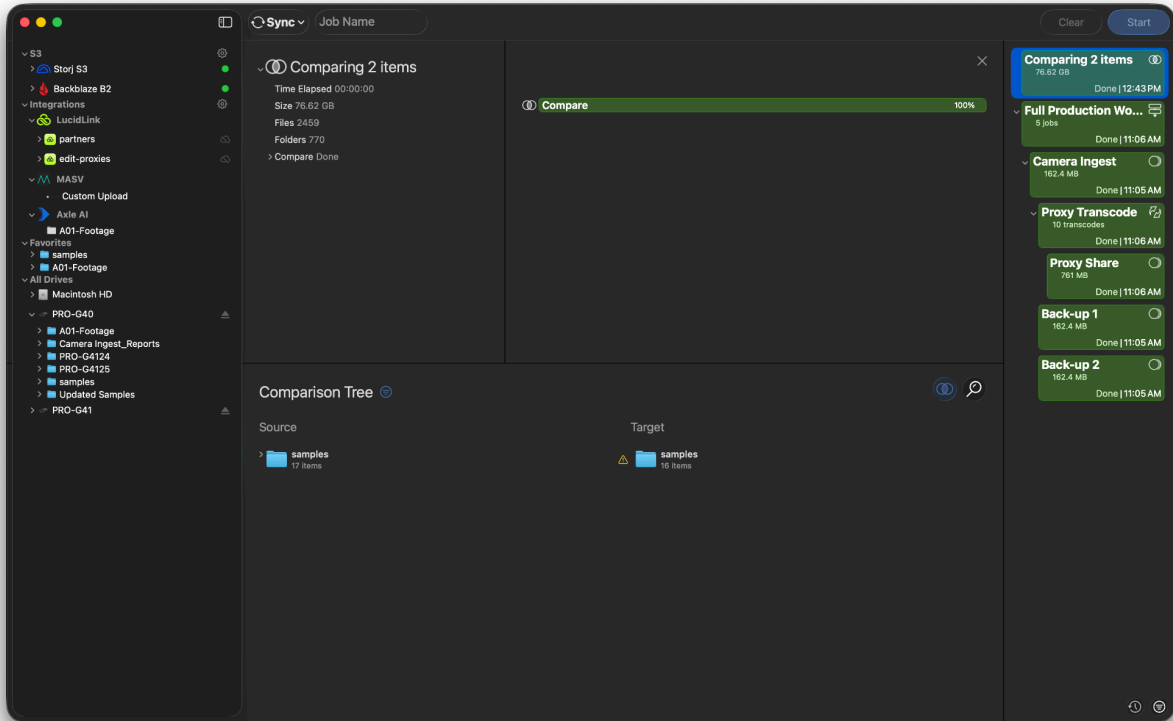 Sync
Job Name
Clear
Start
S3
Storj S3
Backblaze B2
Integrations
LucidLink
partners
edit-proxies
MASV
Custom Upload
Axle AI
A01-Footage
Favorites
samples
A01-Footage
All Drives
Macintosh HD
PRO-G40
A01-Footage
Camera Ingest_Reports
PRO-G4124
PRO-G4125
samples
Updated Samples
PRO-G41
Comparing 2 items
Time Elapsed 00:00:00
Size 76.62 GB
Files 2459
Folders 770
Compare Done
Compare 100%
Comparison Tree
Source
samples
17 items
Target
samples
16 items
Comparing 2 items
76.62 GB
Done | 12:43 PM
Full Production Wo...
5 jobs
Done | 11:06 AM
Camera Ingest
162.4 MB
Done | 11:05 AM
Proxy Transcode
10 transcodes
Done | 11:06 AM
Proxy Share
761 MB
Done | 11:06 AM
Back-up 1
162.4 MB
Done | 11:05 AM
Back-up 2
162.4 MB
Done | 11:05 AM